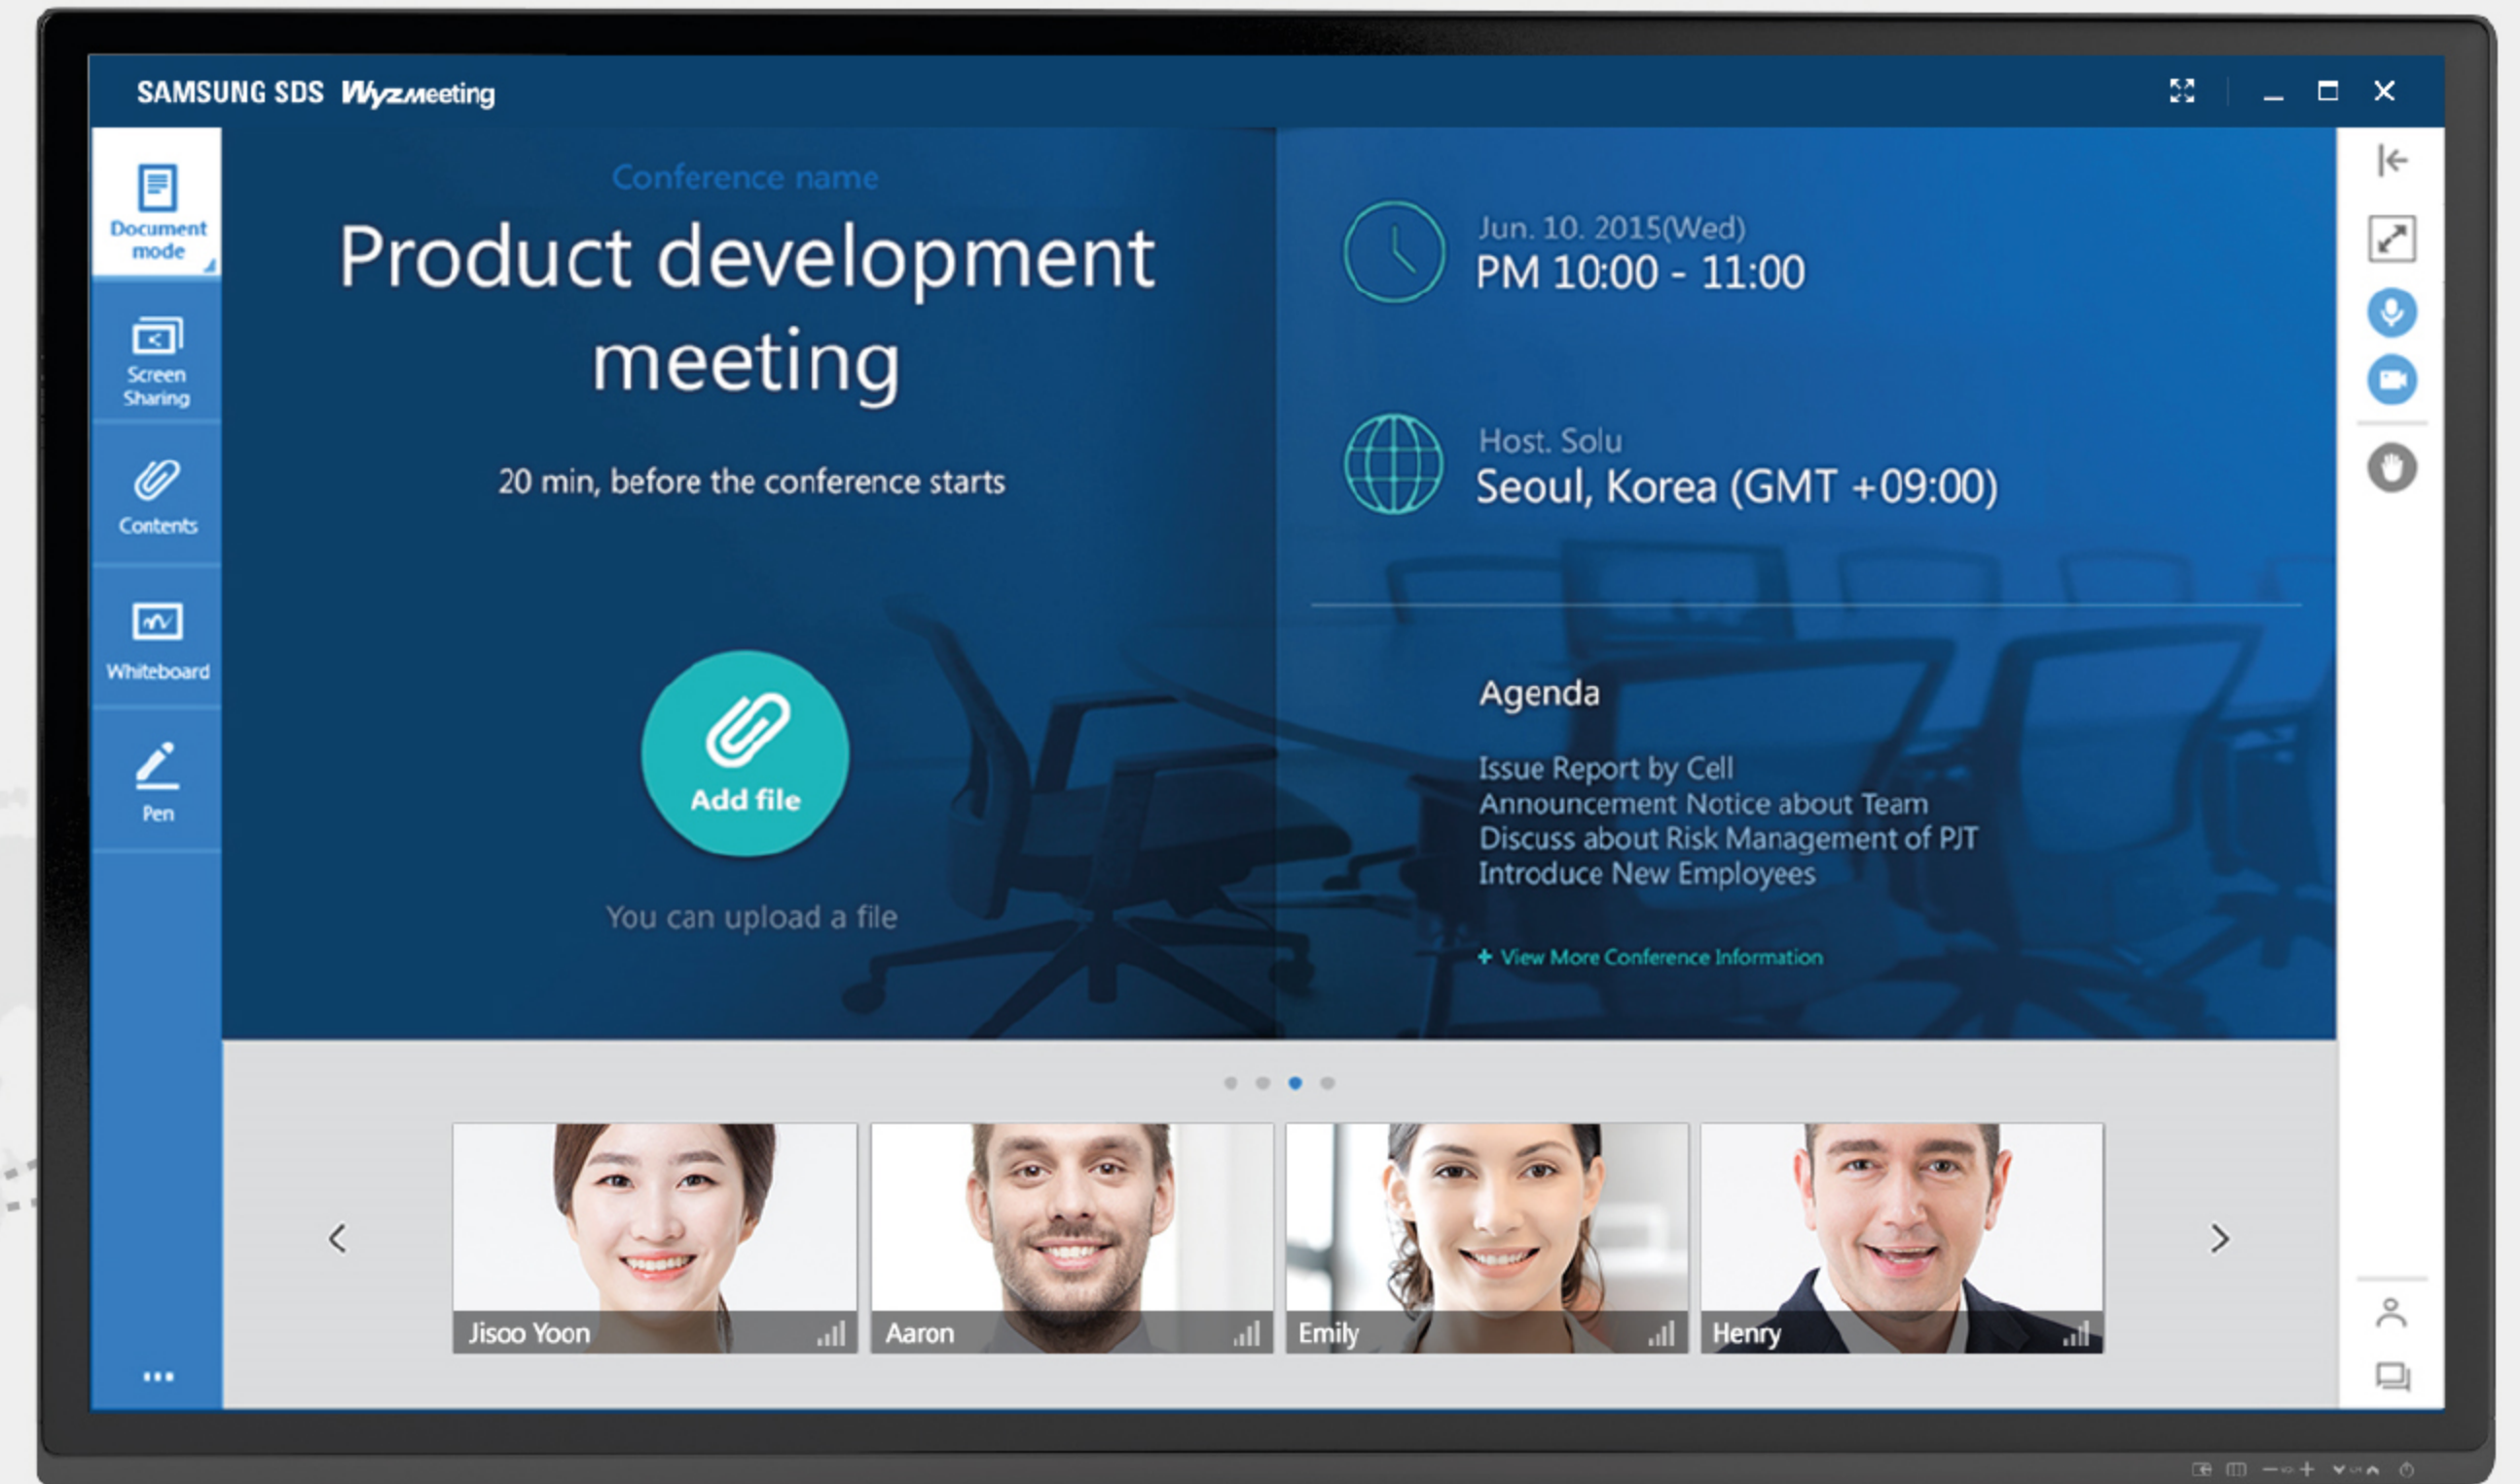 SAMSUNG SDS Wyzmeeting
Document
mode
Screen
Sharing
Contents
Whiteboard
Pen
Conference name
Product development
meeting
20 min, before the conference starts
Add file
You can upload a file
Jun. 10. 2015(Wed)
PM 10:00 - 11:00
Host. Solu
Seoul, Korea (GMT +09:00)
Agenda
Issue Report by Cell
Announcement Notice about Team
Discuss about Risk Management of PJT
Introduce New Employees
+ View More Conference Information
Jisoo Yoon
Aaron
Emily
Henry